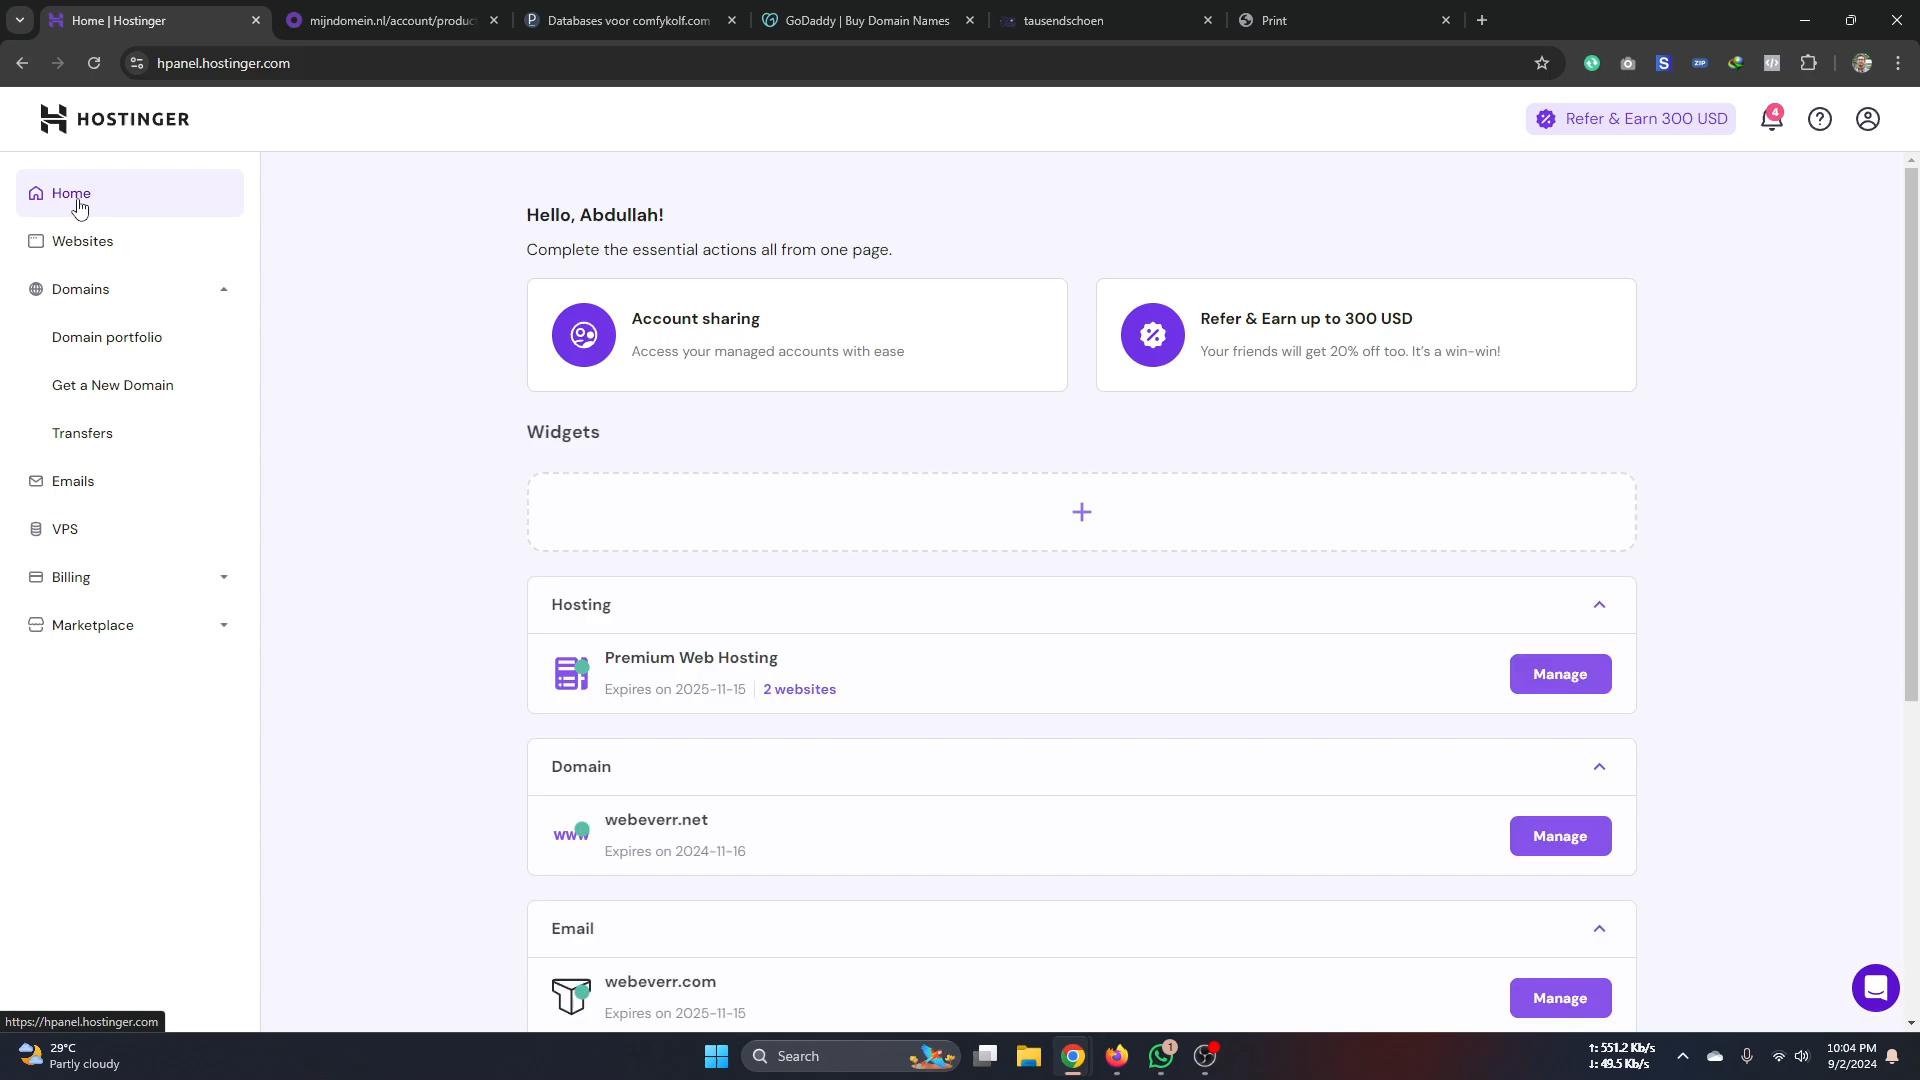 Home | Hostinger
mijndomein.nl/account/produc
Databases voor comfykolf.com
GoDaddy | Buy Domain Names
tausendschoen
Print
hpanel.hostinger.com
S
ZIP
HOSTINGER
Refer & Earn 300 USD
4
Home
Websites
Domains
Domain portfolio
Get a New Domain
Transfers
Emails
VPS
Billing
Marketplace
Hello, Abdullah!
Complete the essential actions all from one page.
Account sharing
Access your managed accounts with ease
Refer & Earn up to 300 USD
Your friends will get 20% off too. It's a win-win!
Widgets
Hosting
Premium Web Hosting
Expires on 2025-11-15
2 websites
Manage
Domain
www
webeverr.net
Expires on 2024-11-16
Manage
Email
webeverr.com
Expires on 2025-11-15
Manage
https://hpanel.hostinger.com
29°C
Partly cloudy
Search
1
↑: 551.2 Kb/s
↓: 49.5 Kb/s
10:04 PM
9/2/2024